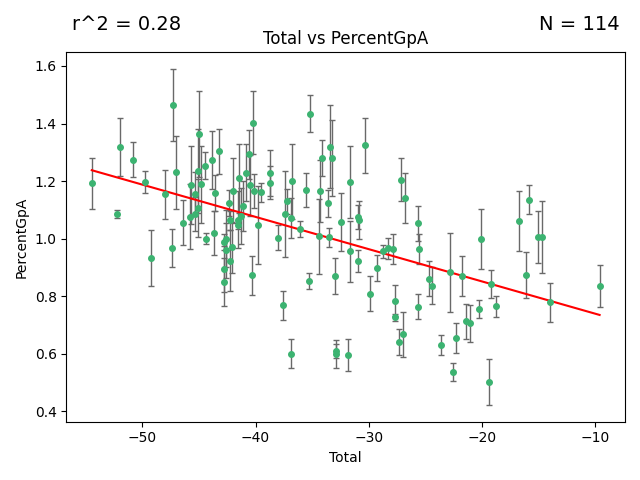 r^2 = 0.28 N = 114
Total vs PercentGpA
1.6
1.4
1.2
1.0
0.8
0.6
0.4
PercentGpA
−50 −40 −30 −20 −10
Total